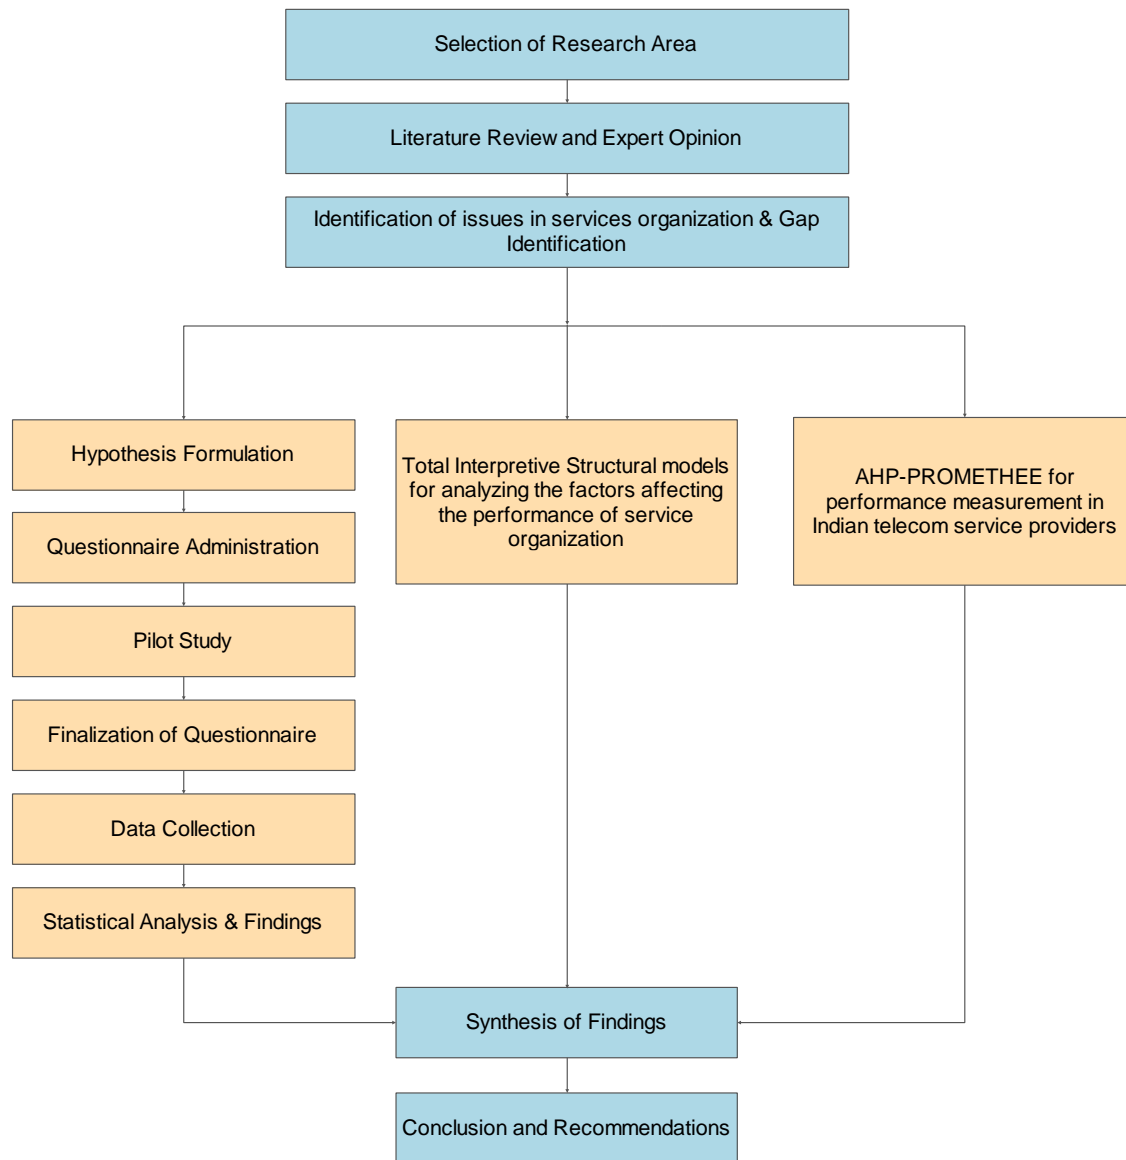 Selection of Research Area
Literature Review and Expert Opinion
Identification of issues in services organization & Gap
Identification
Hypothesis Formulation
Questionnaire Administration
Pilot Study
Finalization of Questionnaire
Data Collection
Statistical Analysis & Findings
Total Interpretive Structural models
for analyzing the factors affecting
the performance of service
organization
AHP-PROMETHEE for
performance measurement in
Indian telecom service providers
Synthesis of Findings
Conclusion and Recommendations